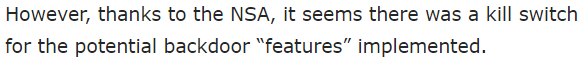 However, thanks to the NSA, it seems there was a kill switch
for the potential backdoor “features” implemented.